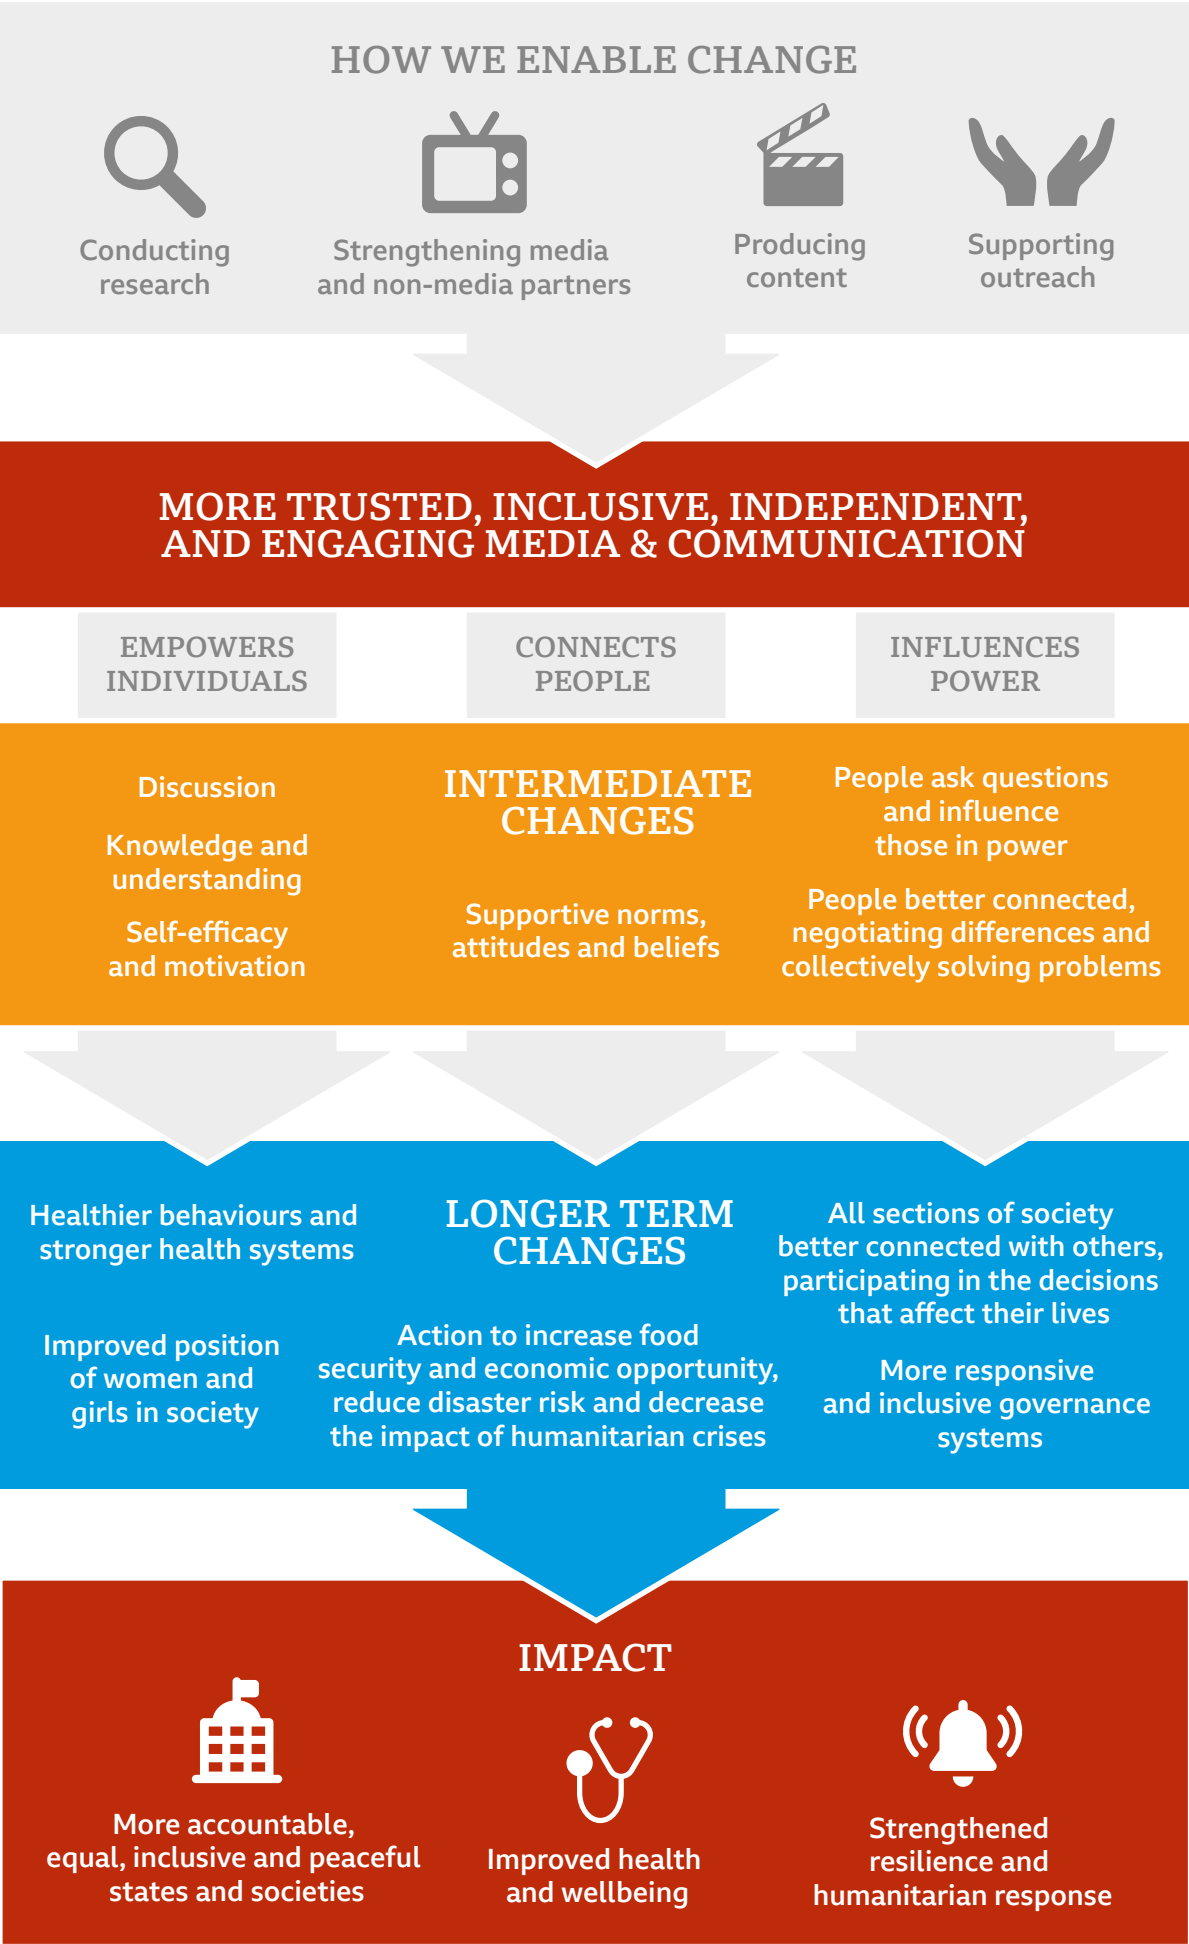 HOW WE ENABLE CHANGE
Conducting
research
Strengthening media
and non-media partners
Producing
content
Supporting
outreach
MORE TRUSTED, INCLUSIVE, INDEPENDENT,
AND ENGAGING MEDIA & COMMUNICATION
EMPOWERS
INDIVIDUALS
CONNECTS
PEOPLE
INFLUENCES
POWER
INTERMEDIATE
CHANGES
Discussion
Knowledge and
understanding
Self-efficacy
and motivation
Supportive norms,
attitudes and beliefs
People ask questions
and influence
those in power
People better connected,
negotiating differences and
collectively solving problems
LONGER TERM
CHANGES
Healthier behaviours and
stronger health systems
Improved position
of women and
girls in society
Action to increase food
security and economic opportunity,
reduce disaster risk and decrease
the impact of humanitarian crises
All sections of society
better connected with others,
participating in the decisions
that affect their lives
More responsive
and inclusive governance
systems
IMPACT
More accountable,
equal, inclusive and peaceful
states and societies
Improved health
and wellbeing
Strengthened
resilience and
humanitarian response